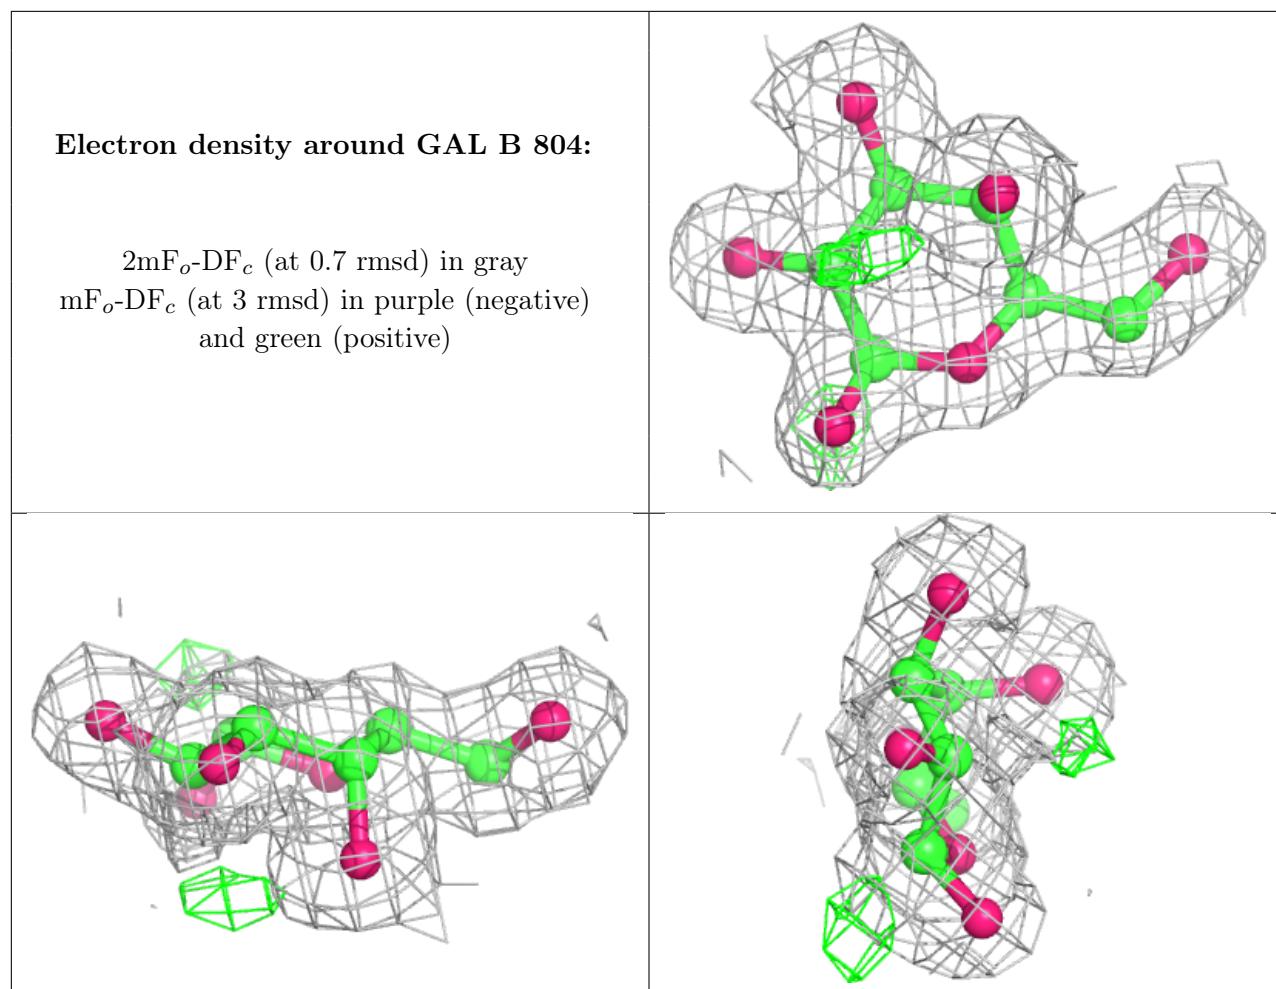 Electron density around GAL B 804:
2mFo-DFc (at 0.7 rmsd) in gray
mFo-DFc (at 3 rmsd) in purple (negative)
and green (positive)